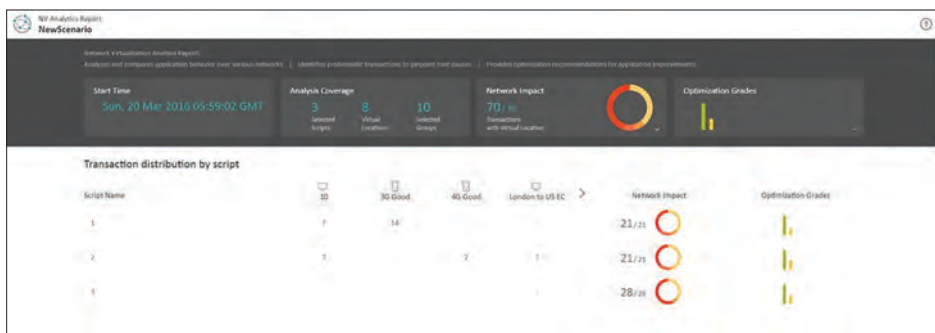 NV Analytics Report
NewScenario
Network Virtualization Analysis Report:
Analyzes and compares application behavior over various networks | Identifies problematic transactions to pinpoint root causes | Provides optimization recommendations for application improvements
Start Time
Sun, 20 Mar 2016 05:59:02 GMT
Analysis Coverage
3 Selected Scripts
8 Virtual Locations
10 Selected Groups
Network Impact
70/
Transactions with Virtual Location
Optimization Grades
Transaction distribution by script
Script Name 10 3G Good 4G Good London to US EC > Network Impact Optimization Grades
1 7 14 21/21
2 21/21
3 28/28